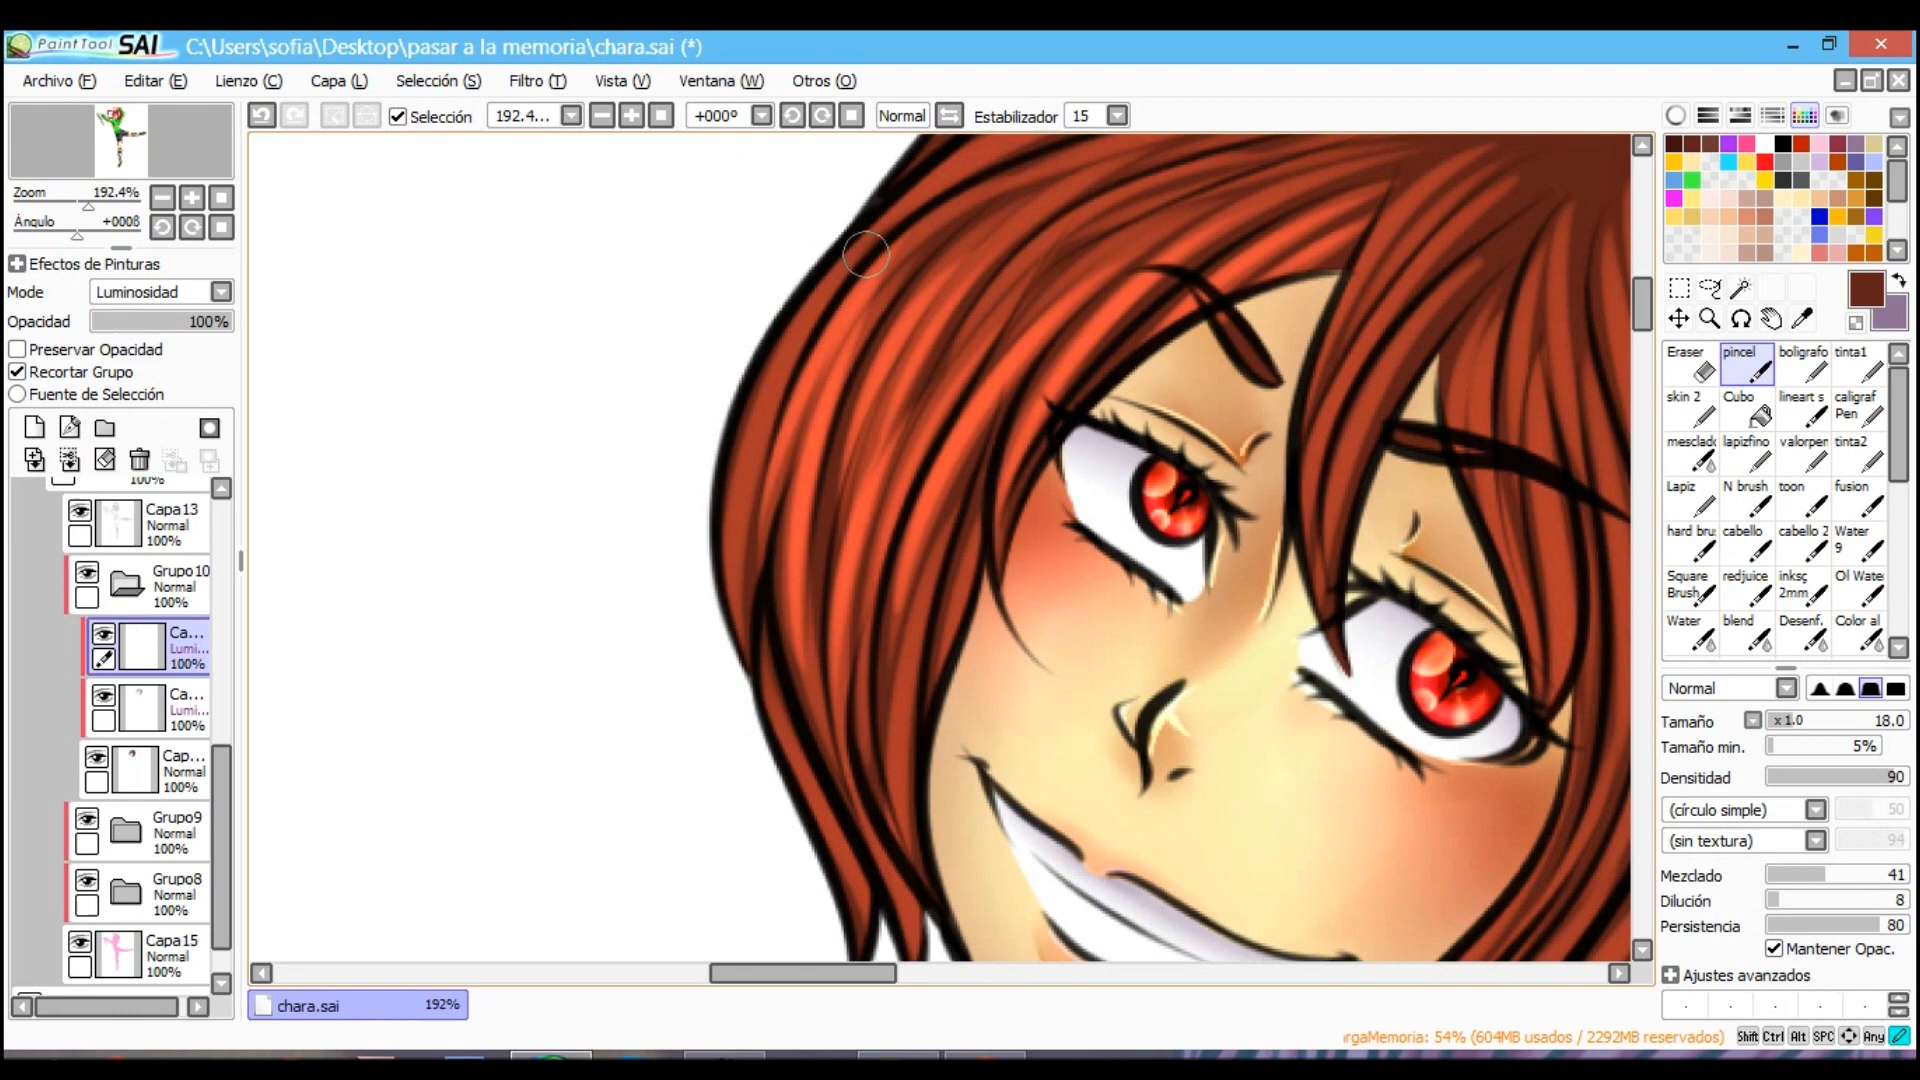 PaintTool SAI C:\Users\sofia\Desktop\pasar a la memoria\chara.sai (*)
Archivo (F) Editar (E) Lienzo (C) Capa (L) Selección (S) Filtro (T) Vista (V) Ventana (W) Otros (O)
Selección 192.4... +000º Normal Estabilizador 15
Zoom 192.4%
Ángulo +000ß
Efectos de Pinturas
Mode Luminosidad
Opacidad 100%
Preservar Opacidad
Recortar Grupo
Fuente de Selección
100%
Capa13
Normal
100%
Grupo10
Normal
100%
Ca...
Lumi...
100%
Ca...
Lumi...
100%
Cap...
Normal
100%
Grupo9
Normal
100%
Grupo8
Normal
100%
Capa15
Normal
100%
chara.sai 192%
Eraser pincel boligrafo tinta1
skin 2 Cubo lineart s caligraf Pen
mesclado lapizfino valorper tinta2
Lapiz N brush toon fusion
hard bru: cabello cabello 2 Water 9
Square Brush redjuice inksç 2mm Ol Wate
Water blend Desenf. Color al
Normal
Tamaño x 1.0 18.0
Tamaño min. 5%
Densitidad 90
(círculo simple) 50
(sin textura) 94
Mezclado 41
Dilución 8
Persistencia 80
Mantener Opac.
Ajustes avanzados
rgaMemoria: 54% (604MB usados / 2292MB reservados) Shift Ctrl Alt SPC Any